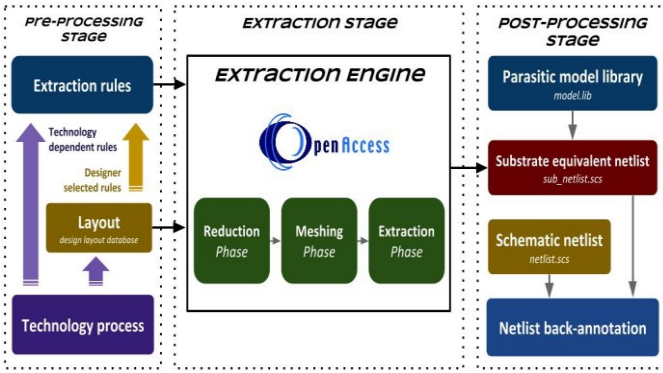 PRE-PROCESSING
STAGE
Extraction rules
Technology
dependent rules
Designer
selected rules
Layout
design layout database
Technology process
EXTRACTION STAGE
EXTRACTION ENGINE
OpenAccess
Reduction
Phase
Meshing
Phase
Extraction
Phase
POST-PROCESSING
STAGE
Parasitic model library
model.lib
Substrate equivalent netlist
sub_netlist.scs
Schematic netlist
netlist.scs
Netlist back-annotation